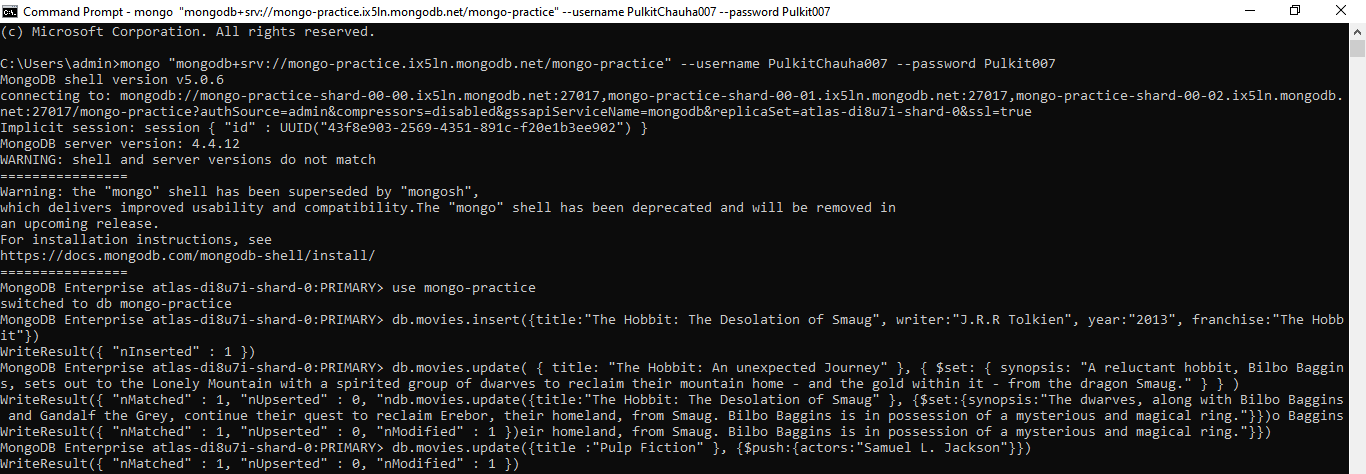 Command Prompt - mongo "mongodb+srv://mongo-practice.ix5ln.mongodb.net/mongo-practice" --username PulkitChauha007 --password Pulkit007
(c) Microsoft Corporation. All rights reserved.
C:\Users\admin>mongo "mongodb+srv://mongo-practice.ix5ln.mongodb.net/mongo-practice" --username PulkitChauha007 --password Pulkit007
MongoDB shell version v5.0.6
connecting to: mongodb://mongo-practice-shard-00-00.ix5ln.mongodb.net:27017,mongo-practice-shard-00-01.ix5ln.mongodb.net:27017,mongo-practice-shard-00-02.ix5ln.mongodb.
net:27017/mongo-practice?authSource=admin&compressors=disabled&gssapiServiceName=mongodb&replicaSet=atlas-di8u7i-shard-0&ssl=true
Implicit session: session { "id" : UUID("43f8e903-2569-4351-891c-f20e1b3ee902") }
MongoDB server version: 4.4.12
WARNING: shell and server versions do not match
================
Warning: the "mongo" shell has been superseded by "mongosh",
which delivers improved usability and compatibility.The "mongo" shell has been deprecated and will be removed in
an upcoming release.
For installation instructions, see
https://docs.mongodb.com/mongodb-shell/install/
================
MongoDB Enterprise atlas-di8u7i-shard-0:PRIMARY> use mongo-practice
switched to db mongo-practice
MongoDB Enterprise atlas-di8u7i-shard-0:PRIMARY> db.movies.insert({title:"The Hobbit: The Desolation of Smaug", writer:"J.R.R Tolkien", year:"2013", franchise:"The Hobb
it"})
WriteResult({ "nInserted" : 1 })
MongoDB Enterprise atlas-di8u7i-shard-0:PRIMARY> db.movies.update( { title: "The Hobbit: An unexpected Journey" }, { $set: { synopsis: "A reluctant hobbit, Bilbo Baggin
s, sets out to the Lonely Mountain with a spirited group of dwarves to reclaim their mountain home - and the gold within it - from the dragon Smaug." } } )
WriteResult({ "nMatched" : 1, "nUpserted" : 0, "ndb.movies.update({title:"The Hobbit: The Desolation of Smaug" }, {$set:{synopsis:"The dwarves, along with Bilbo Baggins
 and Gandalf the Grey, continue their quest to reclaim Erebor, their homeland, from Smaug. Bilbo Baggins is in possession of a mysterious and magical ring."}})o Baggins
WriteResult({ "nMatched" : 1, "nUpserted" : 0, "nModified" : 1 })eir homeland, from Smaug. Bilbo Baggins is in possession of a mysterious and magical ring."}})
MongoDB Enterprise atlas-di8u7i-shard-0:PRIMARY> db.movies.update({title :"Pulp Fiction" }, {$push:{actors:"Samuel L. Jackson"}})
WriteResult({ "nMatched" : 1, "nUpserted" : 0, "nModified" : 1 })